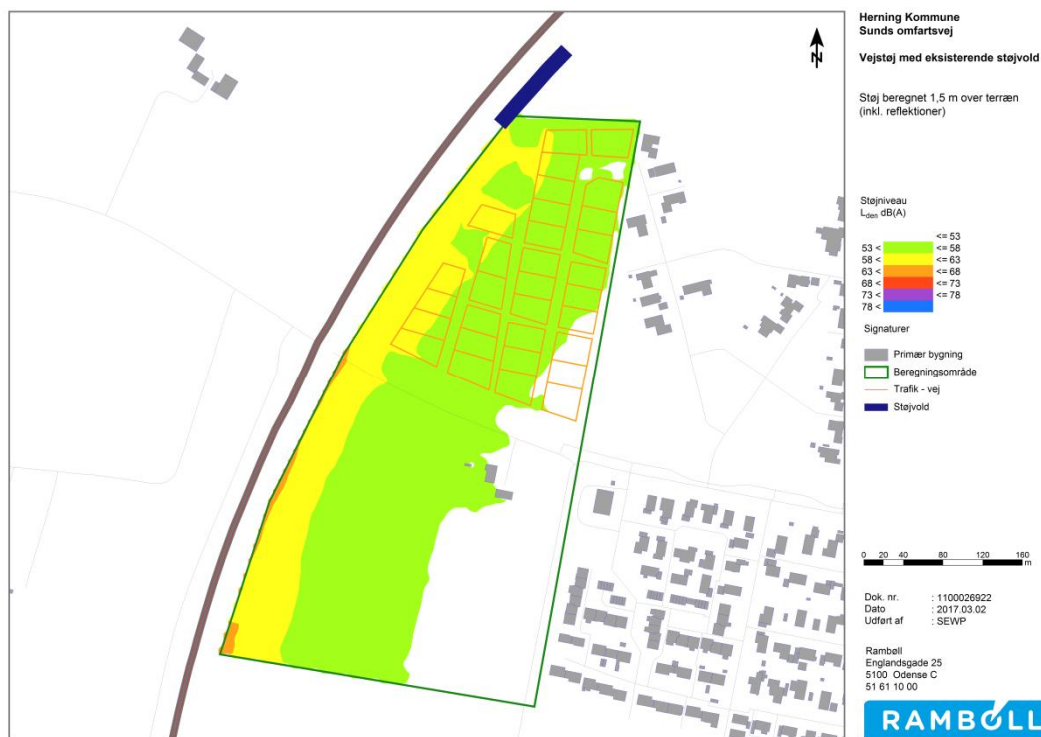 N
Herning Kommune
Sunds omfartsvej
Vejstøj med eksisterende støjvold
Støj beregnet 1,5 m over terræn
(inkl. reflektioner)
Støjniveau
Lden dB(A)
<= 53
53 < <= 58
58 < <= 63
63 < <= 68
68 < <= 73
73 < <= 78
78 <
Signaturer
Primær bygning
Beregningsområde
Trafik - vej
Støjvold
0 20 40 80 120 160
m
Dok. nr. : 1100026922
Dato : 2017.03.02
Udført af : SEWP
Rambøll
Englandsgade 25
5100 Odense C
51 61 10 00
RAMBOLL